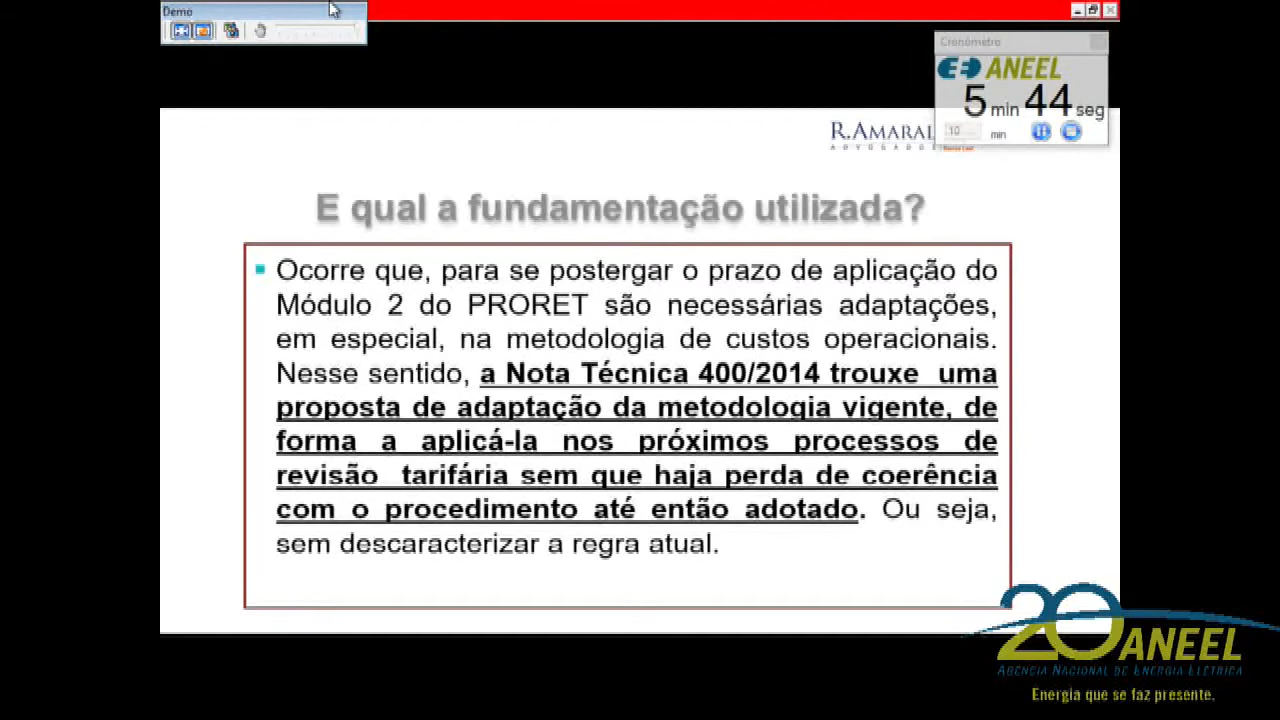 Demo
Cronômetro
ANEEL
5 min 44 seg
10 min
R.AMARAL
ADVOGADOS
E qual a fundamentação utilizada?
Ocorre que, para se postergar o prazo de aplicação do
Módulo 2 do PRORET são necessárias adaptações,
em especial, na metodologia de custos operacionais.
Nesse sentido, a Nota Técnica 400/2014 trouxe uma
proposta de adaptação da metodologia vigente, de
forma a aplicá-la nos próximos processos de
revisão tarifária sem que haja perda de coerência
com o procedimento até então adotado. Ou seja,
sem descaracterizar a regra atual.
20 ANEEL
AGÊNCIA NACIONAL DE ENERGIA ELÉTRICA
Energia que se faz presente.